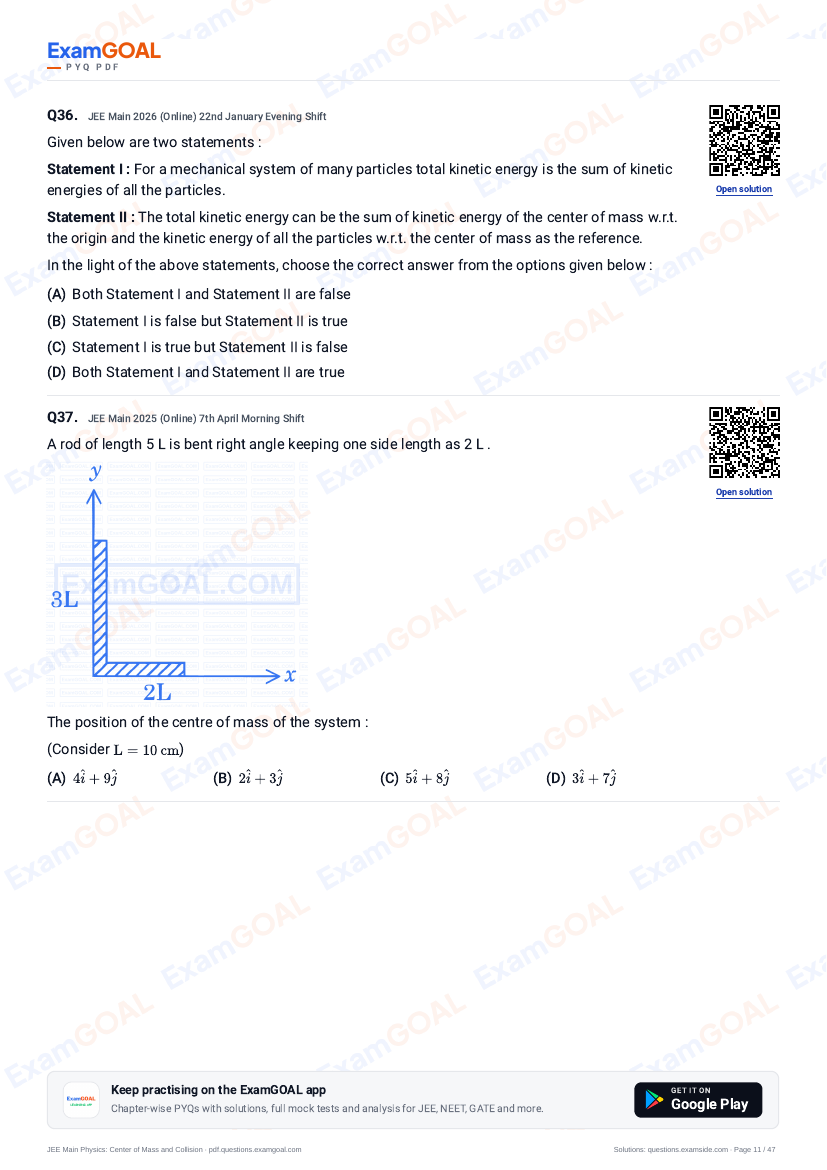 ExamGOAL
PYQ PDF
Q36. JEE Main 2026 (Online) 22nd January Evening Shift
Given below are two statements :
Statement I : For a mechanical system of many particles total kinetic energy is the sum of kinetic
energies of all the particles.
Statement II : The total kinetic energy can be the sum of kinetic energy of the center of mass w.r.t.
the origin and the kinetic energy of all the particles w.r.t. the center of mass as the reference.
In the light of the above statements, choose the correct answer from the options given below :
(A) Both Statement I and Statement II are false
(B) Statement I is false but Statement II is true
(C) Statement I is true but Statement II is false
(D) Both Statement I and Statement II are true
Open solution
Q37. JEE Main 2025 (Online) 7th April Morning Shift
A rod of length 5 L is bent right angle keeping one side length as 2 L .
Open solution
y
ExamGOAL.COM
3L
x
2L
The position of the centre of mass of the system :
(Consider L = 10 cm)
(A) 4î + 9ĵ (B) 2î + 3ĵ (C) 5î + 8ĵ (D) 3î + 7ĵ
Keep practising on the ExamGOAL app
Chapter-wise PYQs with solutions, full mock tests and analysis for JEE, NEET, GATE and more.
GET IT ON
Google Play
JEE Main Physics: Center of Mass and Collision · pdf.questions.examgoal.com
Solutions: questions.examside.com · Page 11 / 47